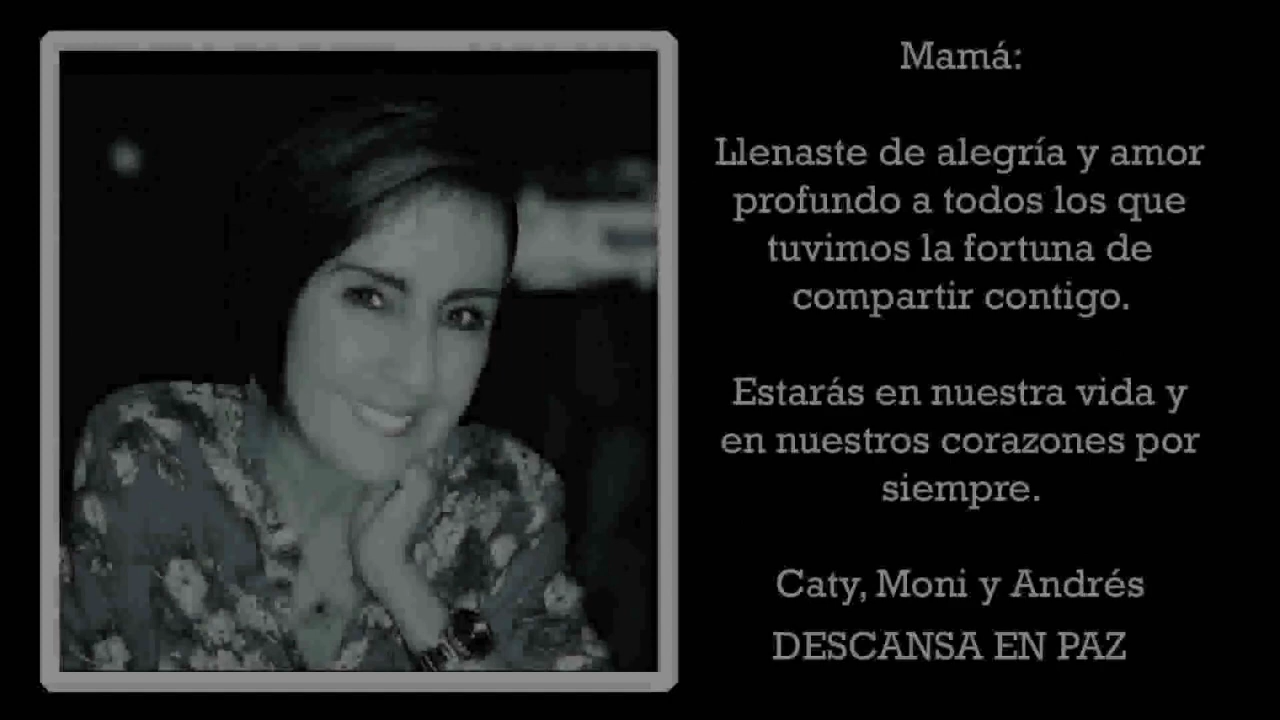 Mamá:
Llenaste de alegría y amor
profundo a todos los que
tuvimos la fortuna de
compartir contigo.
Estarás en nuestra vida y
en nuestros corazones por
siempre.
Caty, Moni y Andrés
DESCANSA EN PAZ